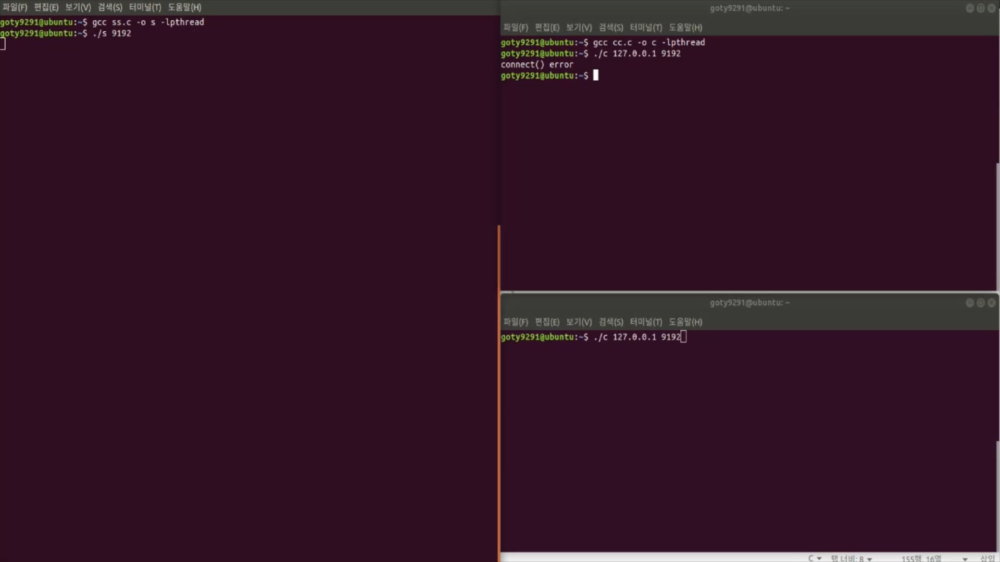 파일(F) 편집(E) 보기(V) 검색(S) 터미널(T) 도움말(H)
goty9291@ubuntu:~$ gcc ss.c -o s -lpthread
goty9291@ubuntu:~$ ./s 9192
goty9291@ubuntu: ~
파일(F) 편집(E) 보기(V) 검색(S) 터미널(T) 도움말(H)
goty9291@ubuntu:~$ gcc cc.c -o c -lpthread
goty9291@ubuntu:~$ ./c 127.0.0.1 9192
connect() error
goty9291@ubuntu:~$
goty9291@ubuntu: ~
파일(F) 편집(E) 보기(V) 검색(S) 터미널(T) 도움말(H)
goty9291@ubuntu:~$ ./c 127.0.0.1 9192
C 탭 너비: 8 155행, 16열 삽입